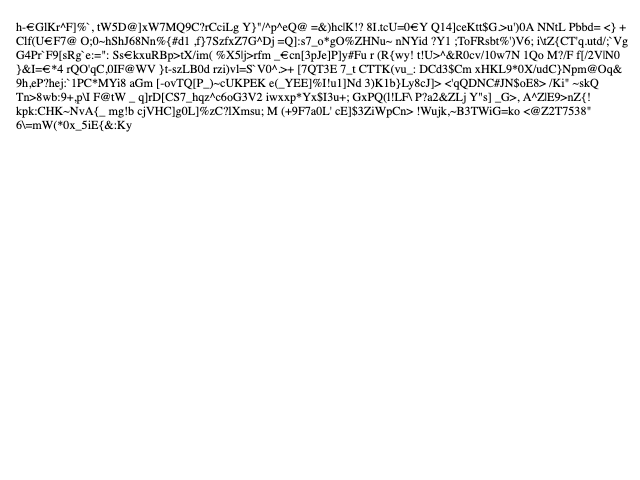 h-€GlKr^F]%`, tW5D@]xW7MQ9C?rCciLg Y}"/^p^eQ@ =&)hc|K!? 8I.tcU=0€Y Q14]ceKtt$G.>u')0A NNtL Pbbd= <} +
Clf(U€F7@ O;0~hShJ68Nn%{#d1 ,f}7SzfxZ7G^Dj =Q]:s7_o*gO%ZHNu~ nNYid ?Y1 ;ToFRsbt%')V6; i\tZ{CT'q.utd/;`Vg
G4Pr`F9[sRg`e:=": Ss€kxuRBp>tX/im( %X5|j>rfm _€cn[3pJe]P]y#Fu r (R{wy! t!U>^&R0cv/10w7N 1Qo M?/F f[/2V|N0
}&I=€*4 rQO'qC,0IF@WV }t-szLB0d rzi)vl=S`V0^.>+ [7QT3E 7_t CTTK(vu_: DCd3$Cm xHKL9*0X/udC}Npm@Oq&
9h,eP?hej:`1PC*MYi8 aGm [-ovTQ[P_)~cUKPEK e(_YEE]%I!u1]Nd 3)K1b}Ly8cJ]> <'qQDNC#JN$oE8> /Ki" ~skQ
Tn>8wb:9+,p\I F@tW _ q]rD[CS7_hqz^c6oG3V2 iwxxp*Yx$I3u+; GxPQ(l!LF\ P?a2&ZLj Y"s] _G>, A^Z|E9>nZ{!
kpk:CHK~NvA{_ mg!b cjVHC]g0L]%zC?lXmsu; M (+9F7a0L' cE]$3ZiWpCn> !Wujk,~B3TWiG=ko <@Z2T7538"
6\=mW(*0x_5iE{&:Ky